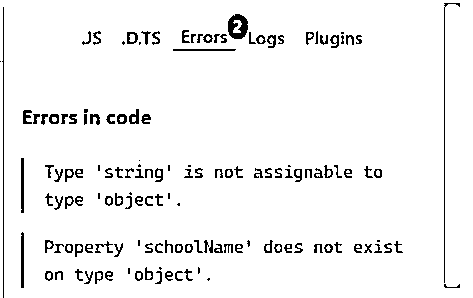 .JS .D.TS Errors 2 Logs Plugins
Errors in code
Type 'string' is not assignable to
type 'object'.
Property 'schoolName' does not exist
on type 'object'.